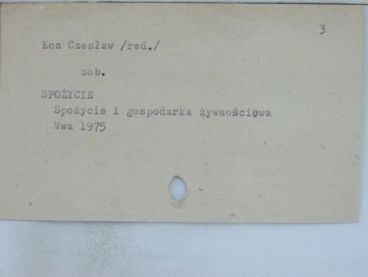 3
Kos Czesław /red./
zob.
SPOŻYCIE
Spożycie i gospodarka żywnościowa
Wwa 1975